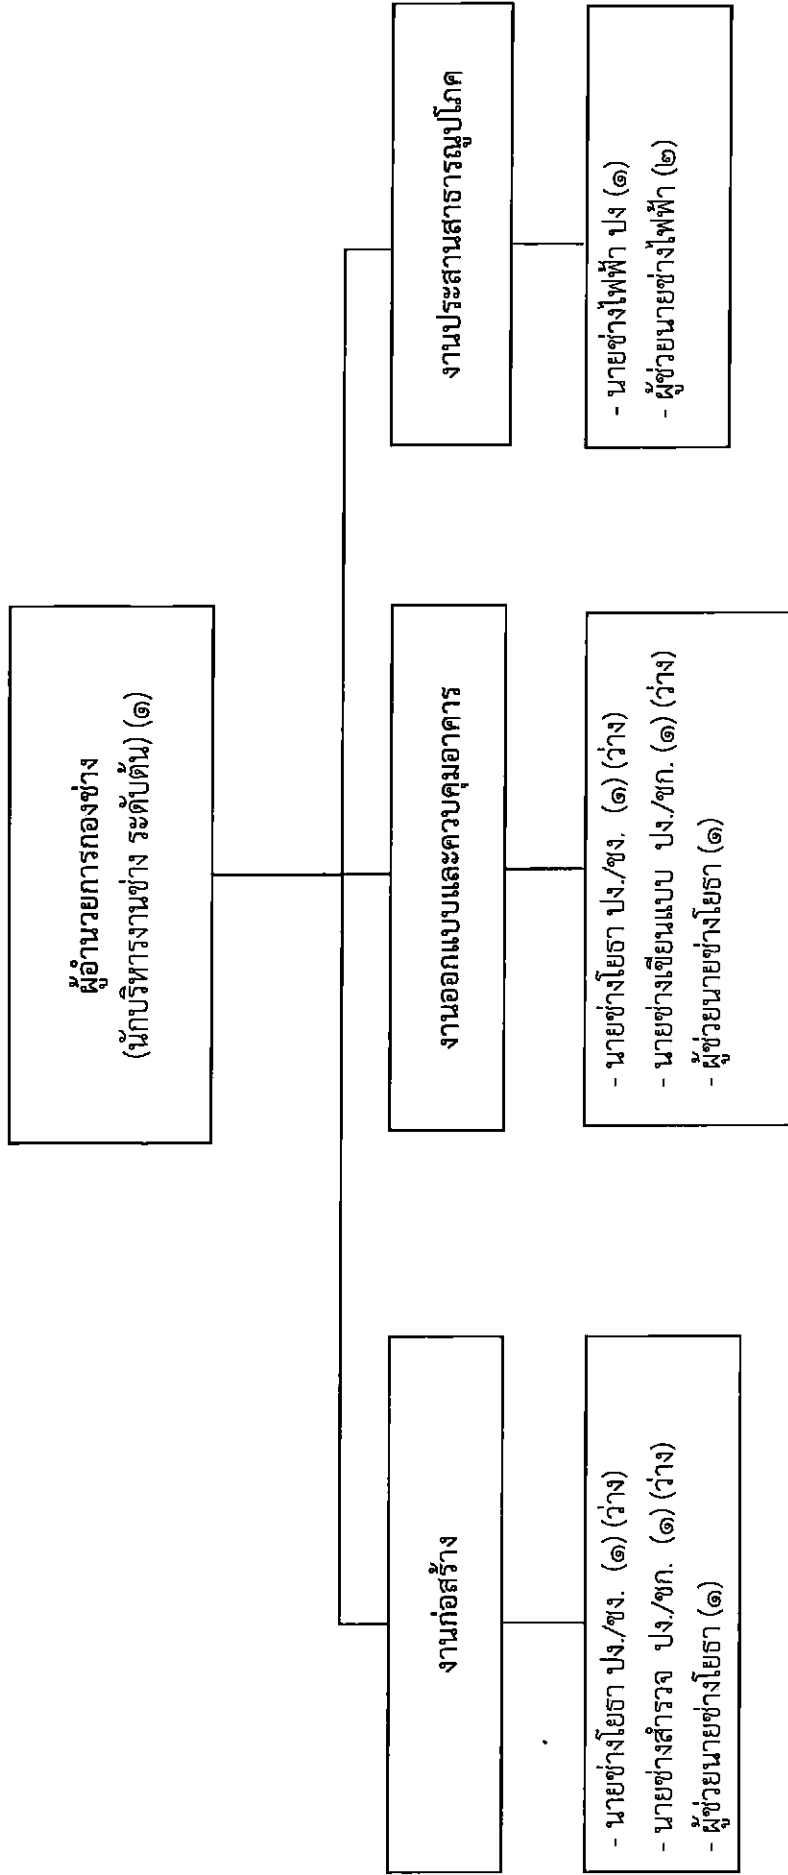 ผู้อำนวยการกองช่าง
(นักบริหารงานช่าง ระดับต้น) (๑)
งานก่อสร้าง
- นายช่างโยธา ปง./ชง. (๑) (ว่าง)
- นายช่างสำรวจ ปง./ชก. (๑) (ว่าง)
- ผู้ช่วยนายช่างโยธา (๑)
งานออกแบบและควบคุมอาคาร
- นายช่างโยธา ปง./ชง. (๑) (ว่าง)
- นายช่างเขียนแบบ ปง./ชก. (๑) (ว่าง)
- ผู้ช่วยนายช่างโยธา (๑)
งานประสานสาธารณูปโภค
- นายช่างไฟฟ้า ปง (๑)
- ผู้ช่วยนายช่างไฟฟ้า (๒)